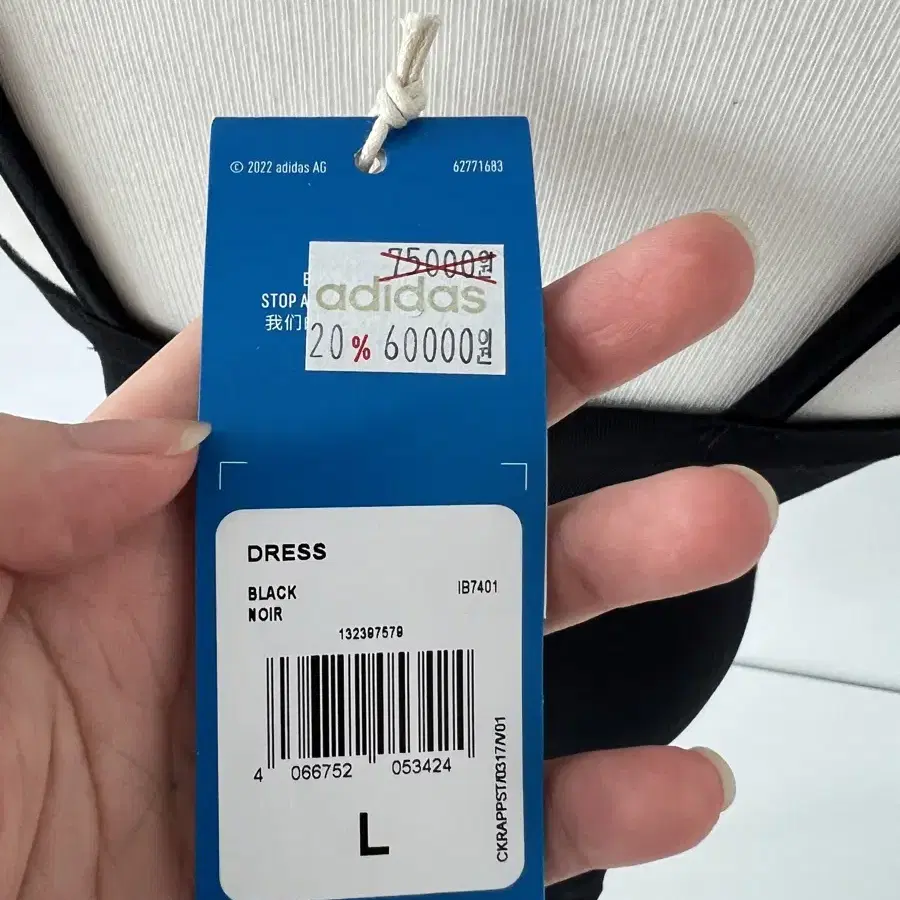 © 2022 adidas AG
62771683
75000원
adidas
STOP
20% 60000원
我们
DRESS
BLACK
IB7401
NOIR
132397579
4 066752 053424
CKRAPPST/0317/V01
L